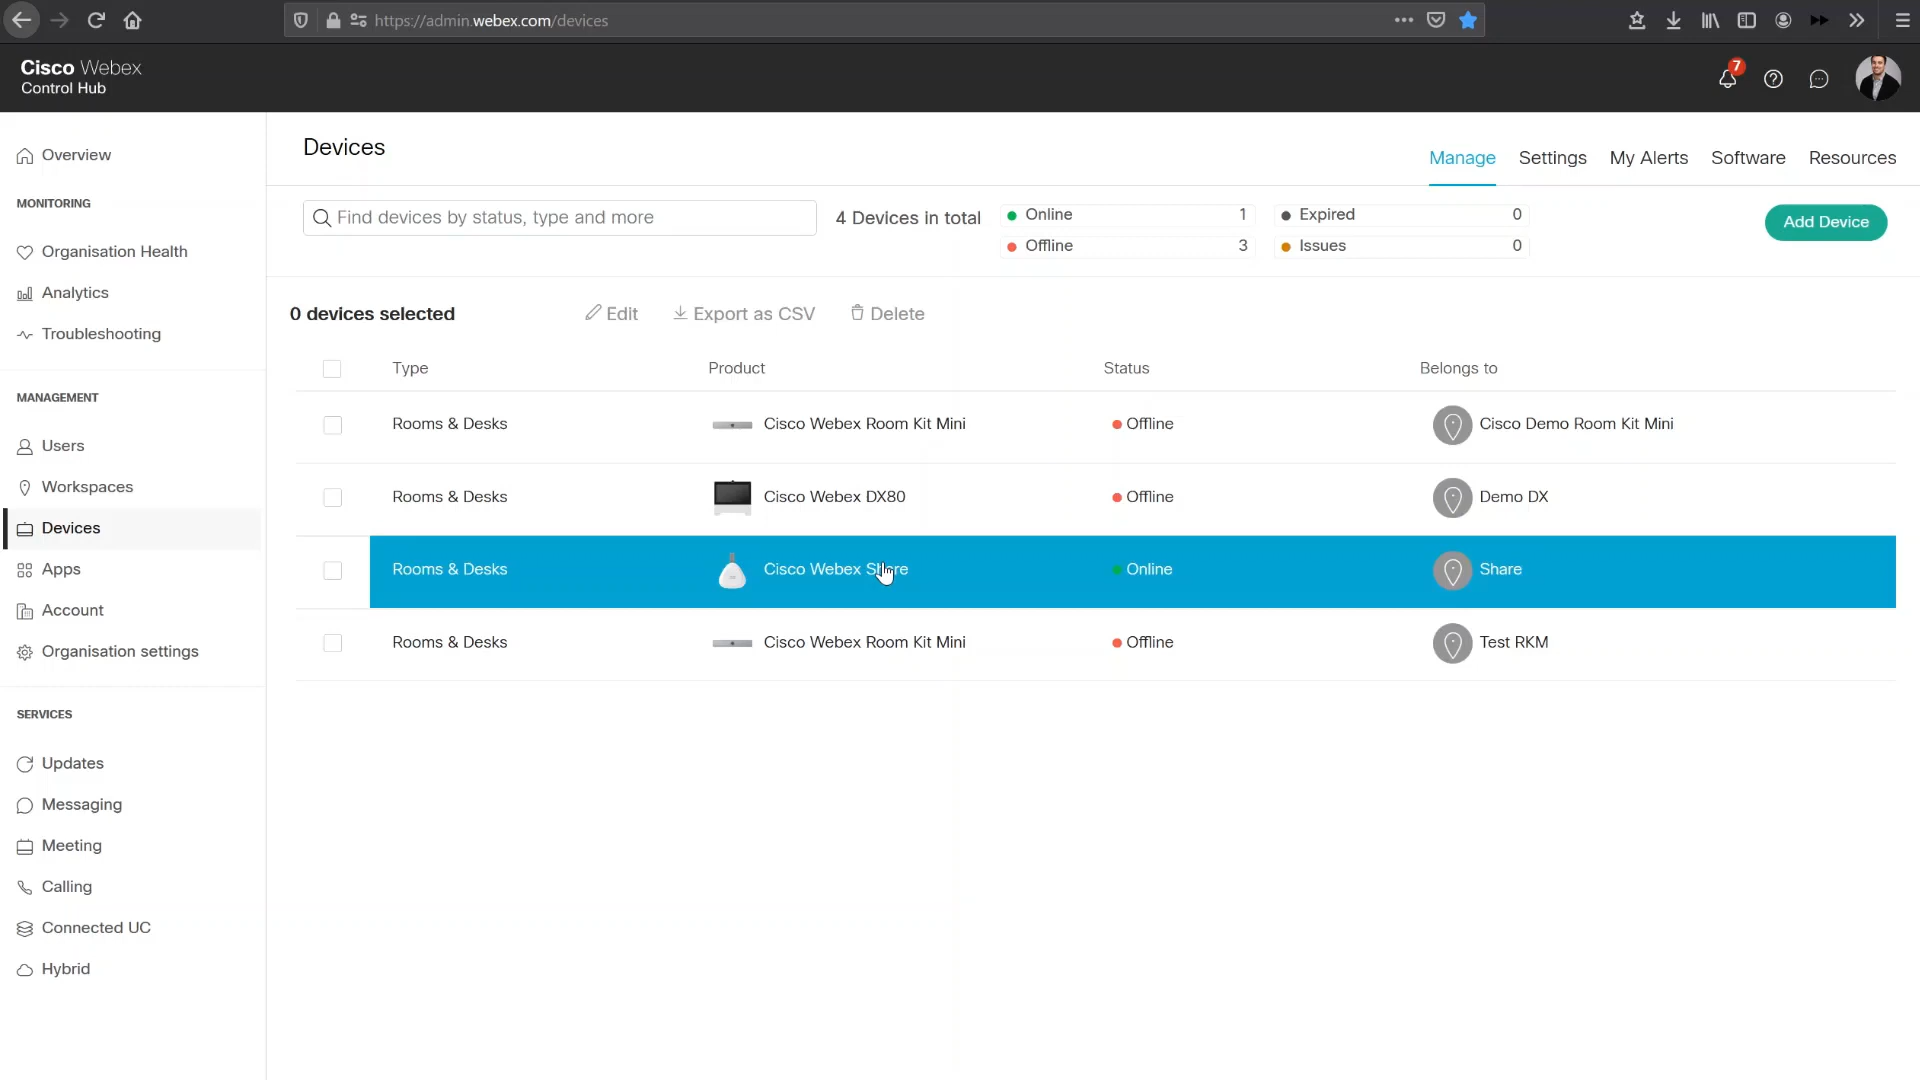 https://admin.webex.com/devices
Cisco Webex
Control Hub
7
Overview
MONITORING
Organisation Health
Analytics
Troubleshooting
MANAGEMENT
Users
Workspaces
Devices
Apps
Account
Organisation settings
SERVICES
Updates
Messaging
Meeting
Calling
Connected UC
Hybrid
Devices
Manage Settings My Alerts Software Resources
Find devices by status, type and more
4 Devices in total
Online 1
Offline 3
Expired 0
Issues 0
Add Device
0 devices selected Edit Export as CSV Delete
Type Product Status Belongs to
Rooms & Desks Cisco Webex Room Kit Mini Offline Cisco Demo Room Kit Mini
Rooms & Desks Cisco Webex DX80 Offline Demo DX
Rooms & Desks Cisco Webex Share Online Share
Rooms & Desks Cisco Webex Room Kit Mini Offline Test RKM